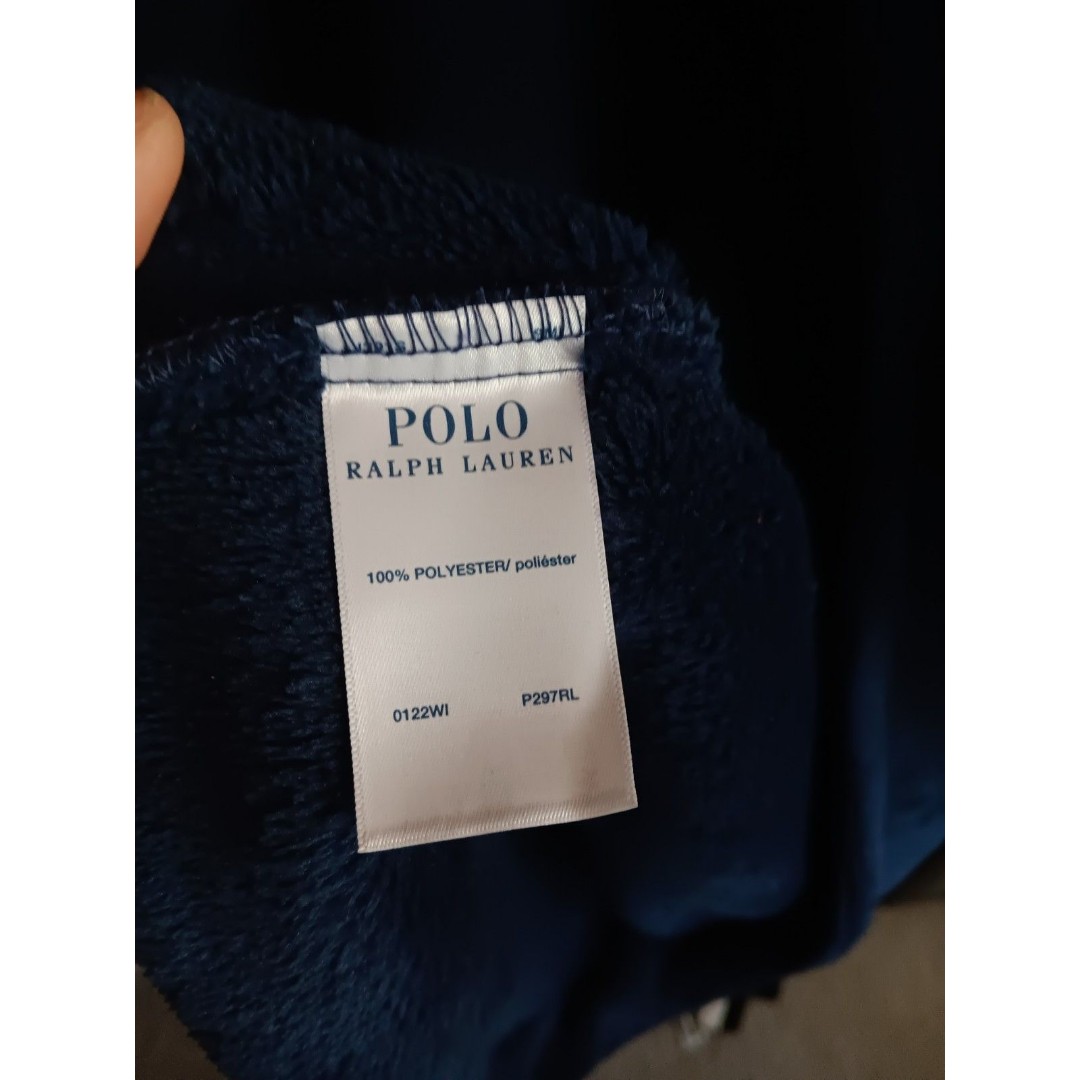 POLO
RALPH LAUREN
100% POLYESTER/ poliéster
0122WI P297RL